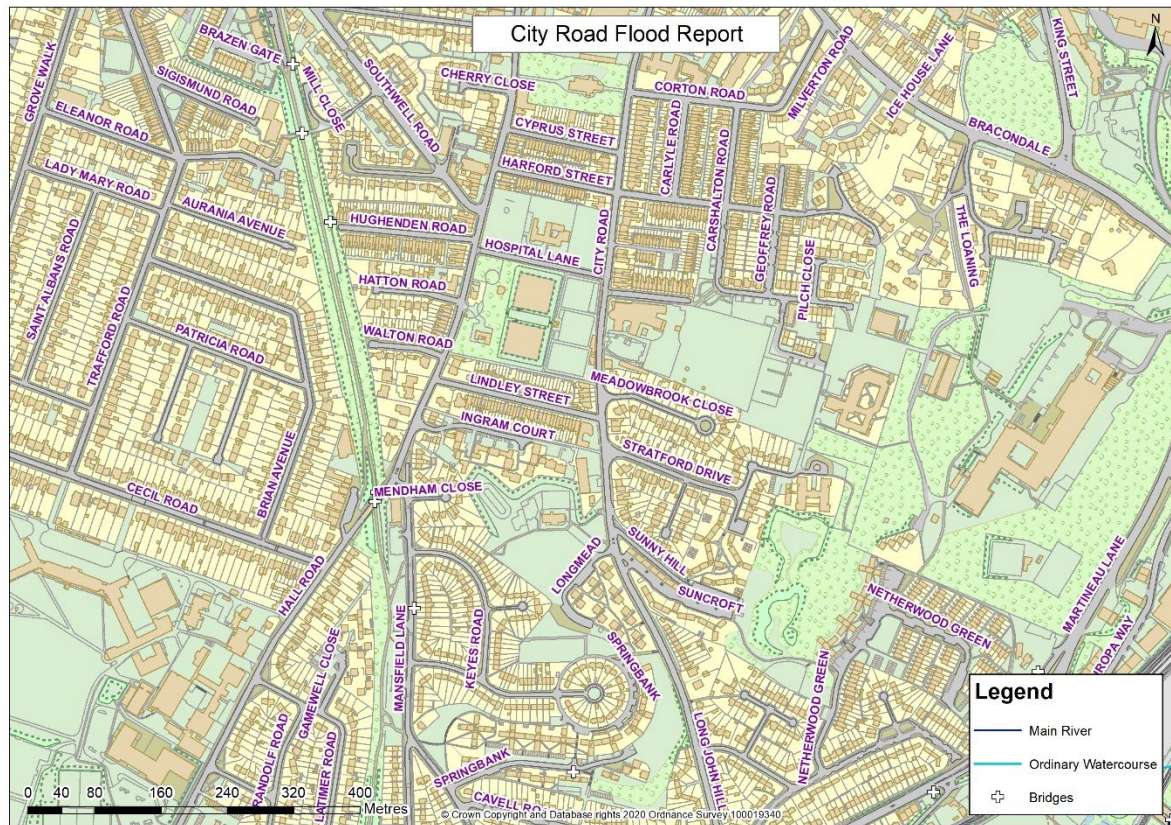 City Road Flood Report
N
GROVE WALK
BRAZEN GATE
SIGISMUND ROAD
ELEANOR ROAD
MILL CLOSE
SOUTHWELL ROAD
CHERRY CLOSE
CORTON ROAD
MILVERTON ROAD
ICE HOUSE LANE
KING STREET
BRACONDALE
CYPRUS STREET
HARFORD STREET
CARLYLE ROAD
CARSHALTON ROAD
GEOFFREY ROAD
PILCH CLOSE
THE LOANING
LADY MARY ROAD
AURANIA AVENUE
HUGHENDEN ROAD
HOSPITAL LANE
CITY ROAD
SAINT ALBANS ROAD
TRAFFORD ROAD
HATTON ROAD
PATRICIA ROAD
WALTON ROAD
LINDLEY STREET
MEADOWBROOK CLOSE
INGRAM COURT
STRATFORD DRIVE
BRIAN AVENUE
CECIL ROAD
MENDHAM CLOSE
HALL ROAD
LONGMEAD
SUNNY HILL
SUNCROFT
NETHERWOOD GREEN
MARTINEAU LANE
EUROPA WAY
MANSFIELD LANE
KEYES ROAD
SPRINGBANK
GAMEWELL CLOSE
RANDOLF ROAD
LATIMER ROAD
SPRINGBANK
LONG JOHN HILL
NETHERWOOD GREEN
Legend
Main River
Ordinary Watercourse
Bridges
0 40 80 160 240 320 400
Metres
© Crown Copyright and Database rights 2020 Ordnance Survey 100019340